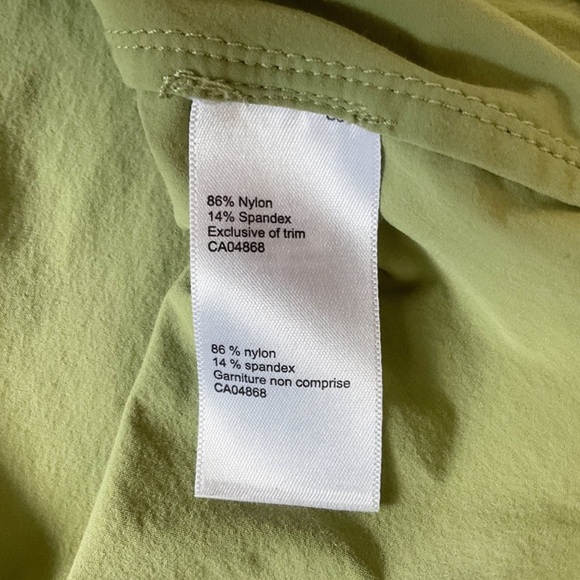 86% Nylon
14% Spandex
Exclusive of trim
CA04868
86 % nylon
14 % spandex
Garniture non comprise
CA04868